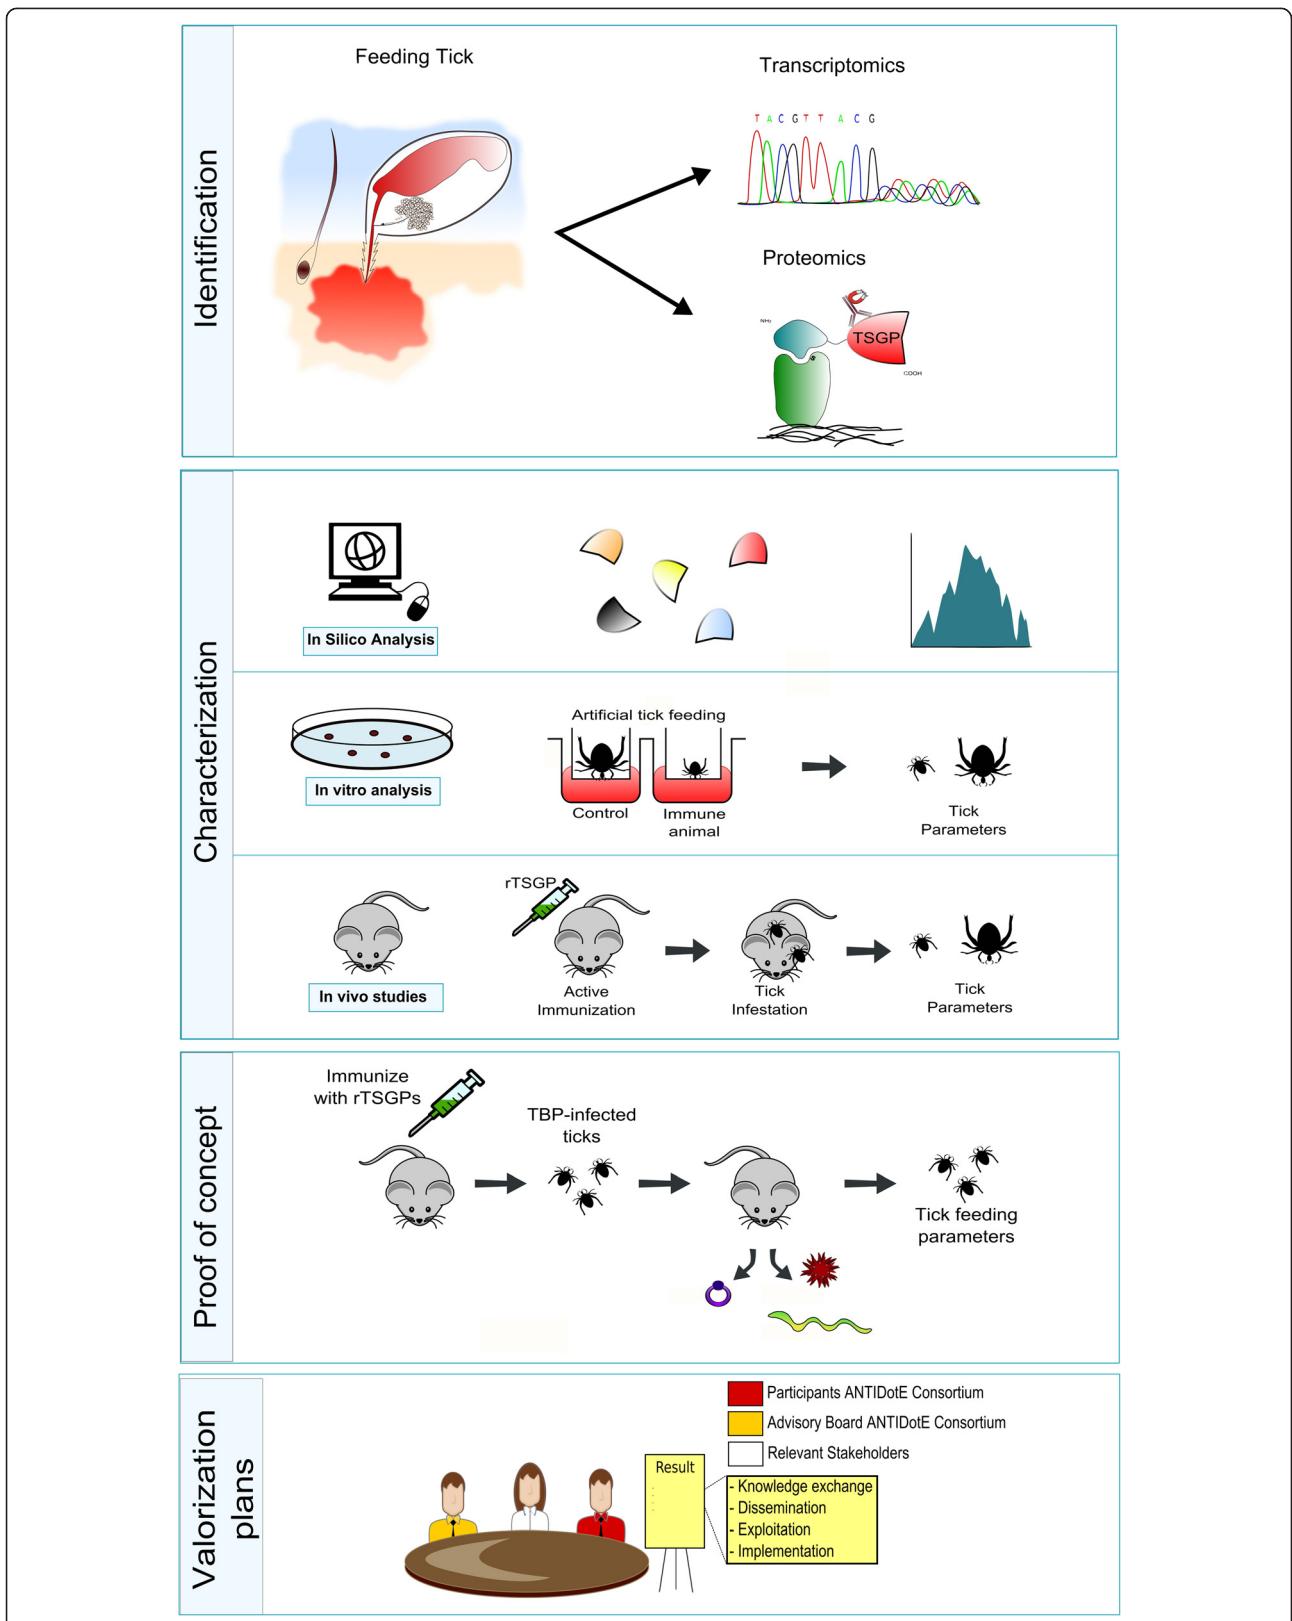 Identification
Feeding Tick
Transcriptomics
T A C G T T A C G
Proteomics
NH₂
TSGP
S
COOH
Characterization
In Silico Analysis
Artificial tick feeding
In vitro analysis
Control
Immune
animal
Tick
Parameters
rTSGP
In vivo studies
Active
Immunization
Tick
Infestation
Tick
Parameters
Proof of concept
Immunize
with rTSGPs
TBP-infected
ticks
Tick feeding
parameters
Valorization
plans
Participants ANTIDotE Consortium
Advisory Board ANTIDotE Consortium
Relevant Stakeholders
Result
- Knowledge exchange
- Dissemination
- Exploitation
- Implementation